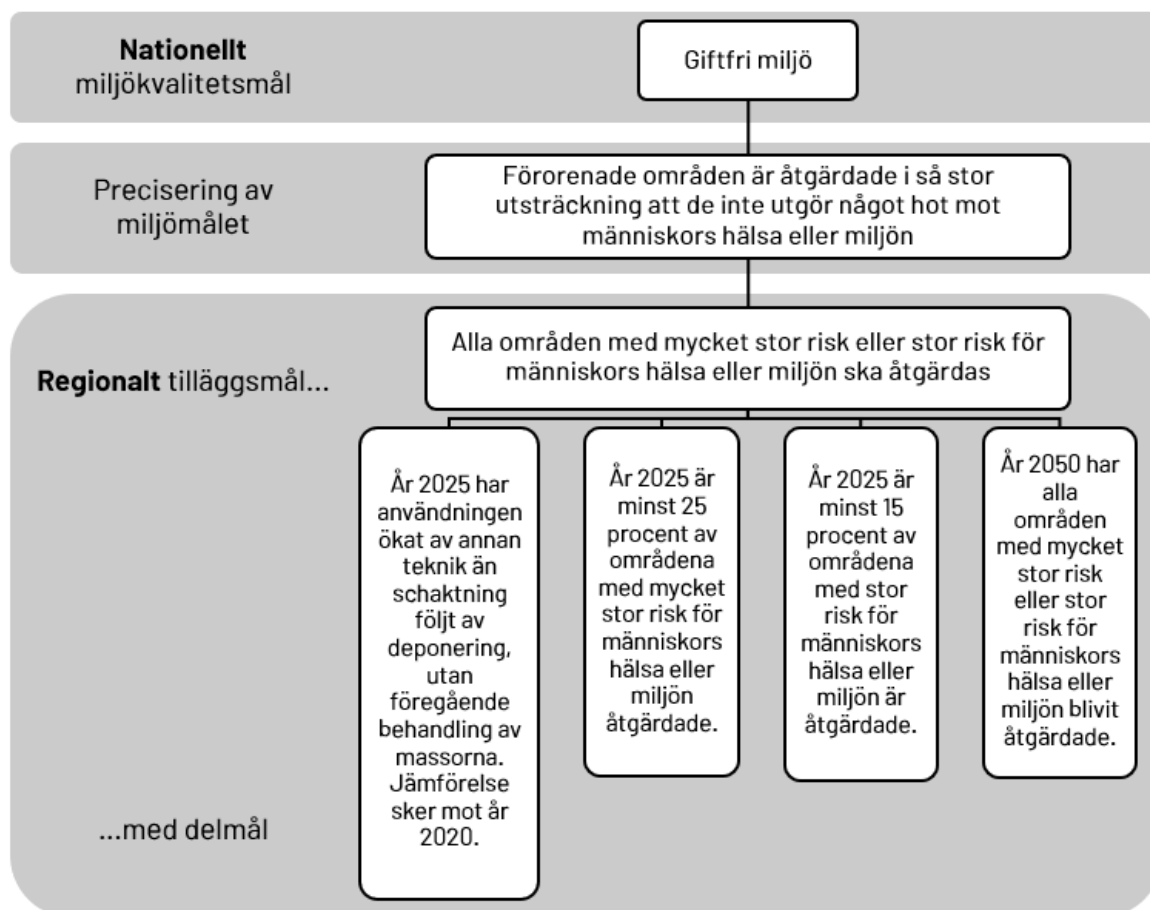 Nationellt
miljökvalitetsmål
Giftfri miljö
Precisering av
miljömålet
Förorenade områden är åtgärdade i så stor
utsträckning att de inte utgör något hot mot
människors hälsa eller miljön
Regionalt tilläggsmål...
Alla områden med mycket stor risk eller stor risk för
människors hälsa eller miljön ska åtgärdas
...med delmål
År 2025 har
användningen
ökat av annan
teknik än
schaktning
följt av
deponering,
utan
föregående
behandling av
massorna.
Jämförelse
sker mot år
2020.
År 2025 är
minst 25
procent av
områdena
med mycket
stor risk för
människors
hälsa eller
miljön
åtgärdade.
År 2025 är
minst 15
procent av
områdena
med stor
risk för
människors
hälsa eller
miljön är
åtgärdade.
År 2050 har
alla
områden
med mycket
stor risk
eller stor
risk för
människors
hälsa eller
miljön blivit
åtgärdade.